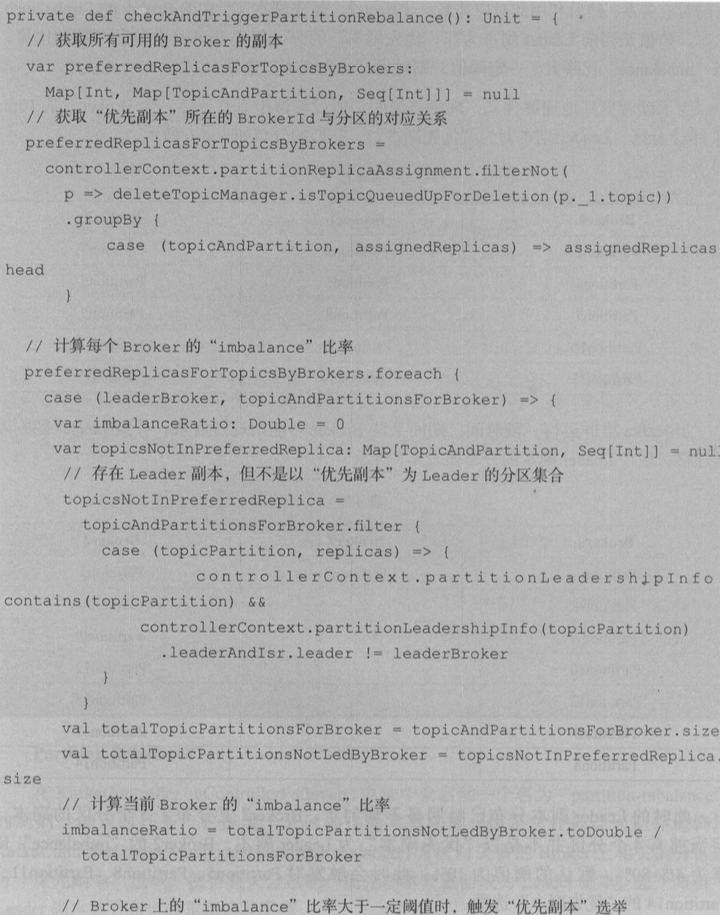 private def checkAndTriggerPartitionRebalance(): Unit = {
// 获取所有可用的 Broker 的副本
var preferredReplicasForTopicsByBrokers:
Map[Int, Map[TopicAndPartition, Seq[Int]]] = null
// 获取“优先副本”所在的 BrokerId 与分区的对应关系
preferredReplicasForTopicsByBrokers =
controllerContext.partitionReplicaAssignment.filterNot(
p => deleteTopicManager.isTopicQueuedUpForDeletion(p._1.topic))
.groupBy {
case (topicAndPartition, assignedReplicas) => assignedReplicas
head
}
// 计算每个 Broker 的“imbalance”比率
preferredReplicasForTopicsByBrokers.foreach {
case (leaderBroker, topicAndPartitionsForBroker) => {
var imbalanceRatio: Double = 0
var topicsNotInPreferredReplica: Map[TopicAndPartition, Seq[Int]] = nul
// 存在 Leader 副本，但不是以“优先副本”为 Leader 的分区集合
topicsNotInPreferredReplica =
topicAndPartitionsForBroker.filter {
case (topicPartition, replicas) => {
controllerContext.partitionLeadershipInfo
contains(topicPartition) &&
controllerContext.partitionLeadershipInfo(topicPartition)
.leaderAndIsr.leader != leaderBroker
}
}
val totalTopicPartitionsForBroker = topicAndPartitionsForBroker.size
val totalTopicPartitionsNotLedByBroker = topicsNotInPreferredReplica.
size
// 计算当前 Broker 的“imbalance”比率
imbalanceRatio = totalTopicPartitionsNotLedByBroker.toDouble /
totalTopicPartitionsForBroker
// Broker 上的“imbalance”比率大于一定阈值时，触发“优先副本”选举